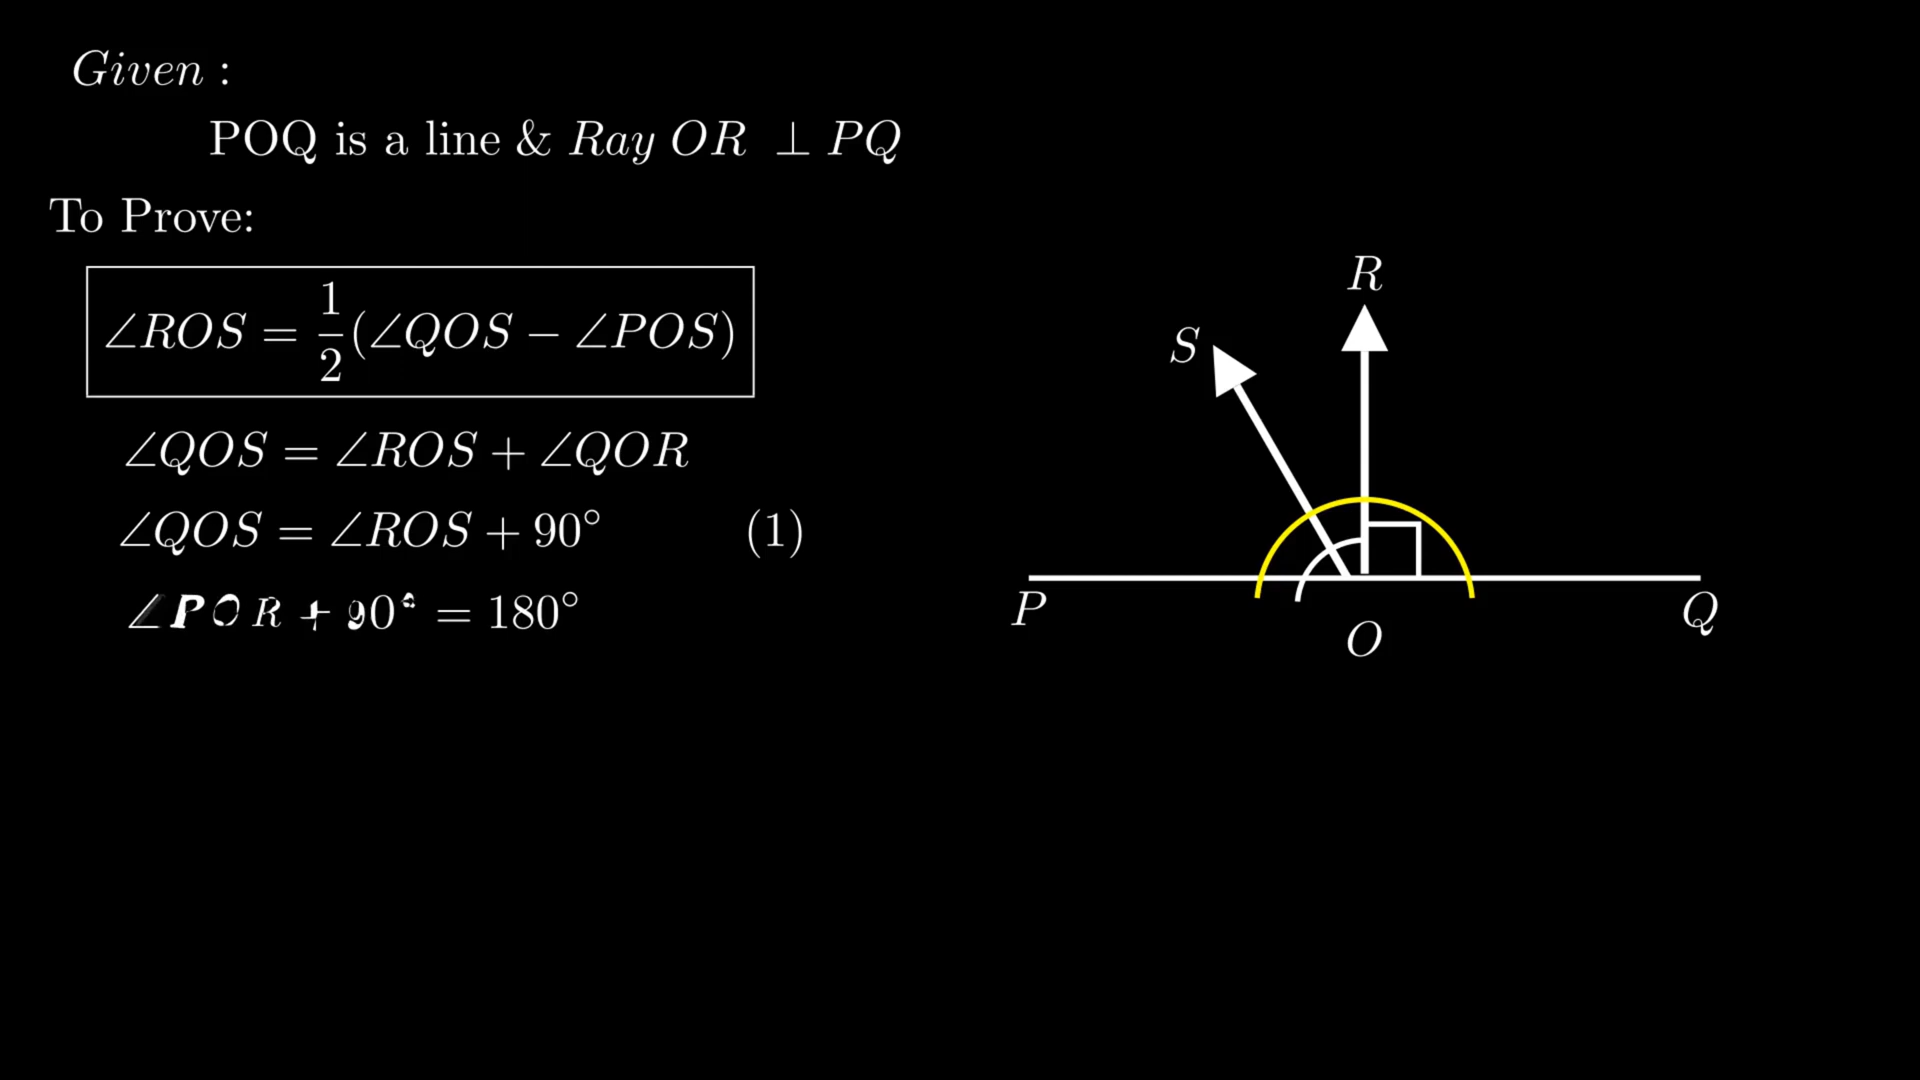 Given :
POQ is a line & Ray OR ⊥ PQ
To Prove:
∠ROS = 1/2 (∠QOS − ∠POS)
∠QOS = ∠ROS + ∠QOR
∠QOS = ∠ROS + 90° (1)
∠POR + 90° = 180°
R
S
P
Q
O